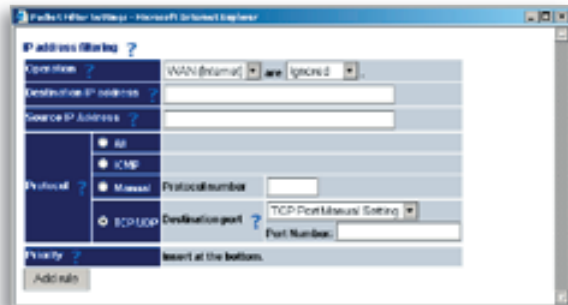 Packet Filter Settings - Microsoft Internet Explorer
IP address filtering ?
Operation ? WAN (Internet) are Ignored .
Destination IP address ?
Source IP Address ?
Protocol ? All
ICMP
Manual Protocol number
TCP/UDP Destination port ? TCP Port Manual Setting
Port Number:
Priority ? Insert at the bottom.
Add rule